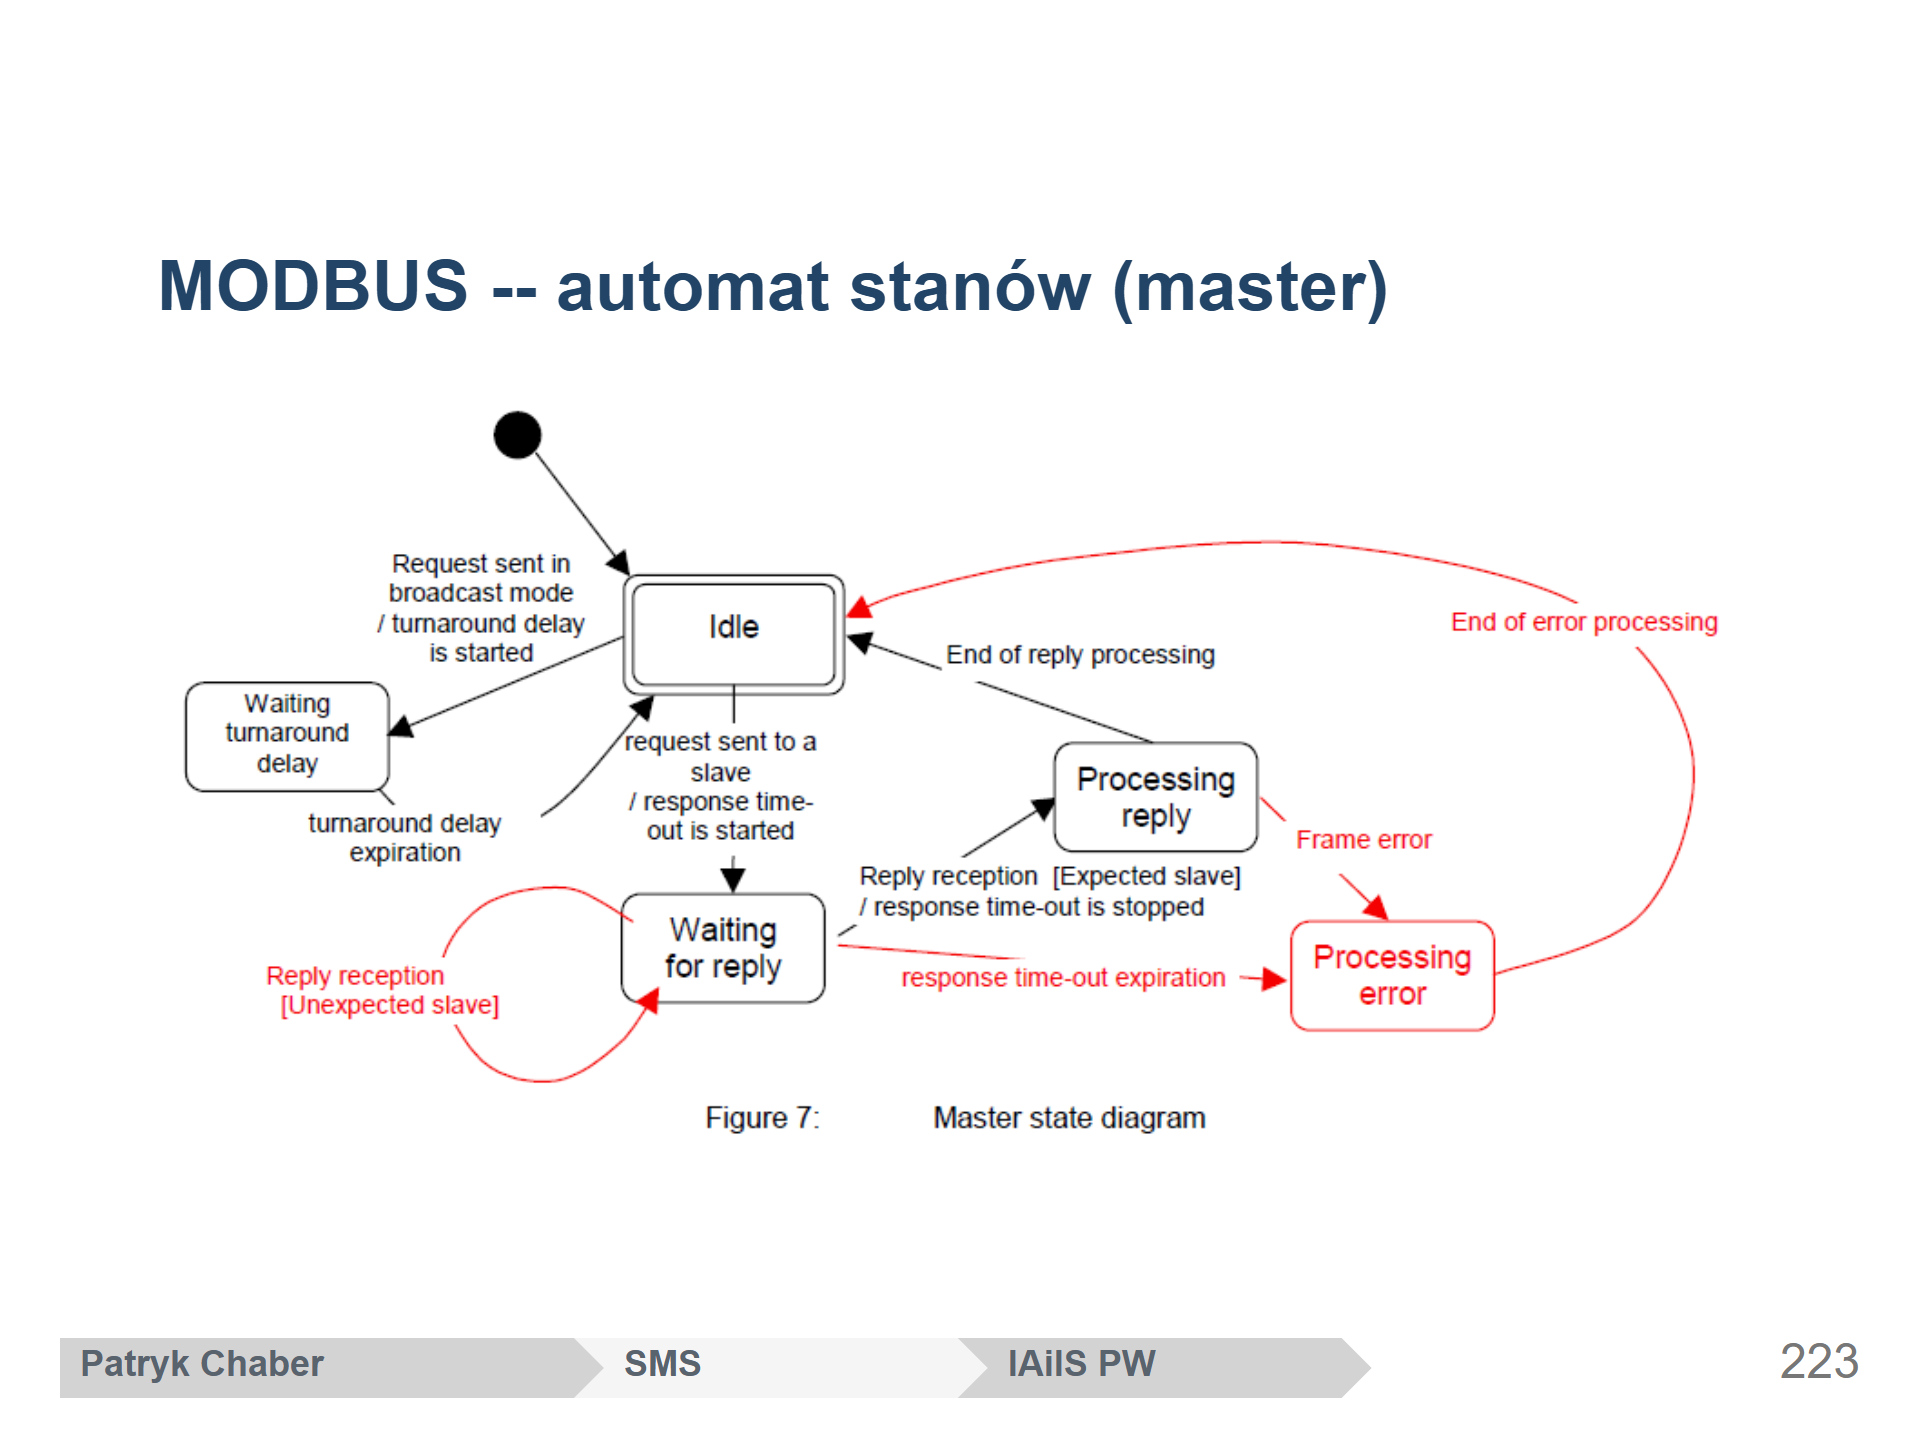 MODBUS -- automat stanów (master)
Request sent in
broadcast mode
/ turnaround delay
is started
Idle
End of error processing
End of reply processing
Waiting
turnaround
delay
request sent to a
slave
/ response time-
out is started
Processing
reply
turnaround delay
expiration
Frame error
Reply reception [Expected slave]
/ response time-out is stopped
Waiting
for reply
Reply reception
[Unexpected slave]
response time-out expiration
Processing
error
Figure 7: Master state diagram
Patryk Chaber
SMS
IAiIS PW
223